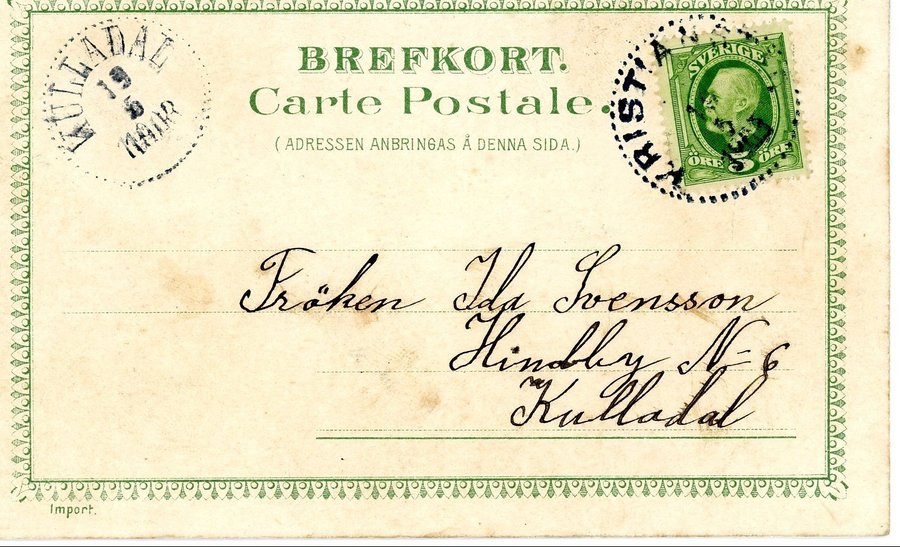 BREFKORT.
Carte Postale.
(ADRESSEN ANBRINGAS Å DENNA SIDA.)
KULLADAL
19
5
SVERIGE
5
ÖRE ÖRE
Fröken Ida Svensson
Hindby N= 6
Kulladal
Import.